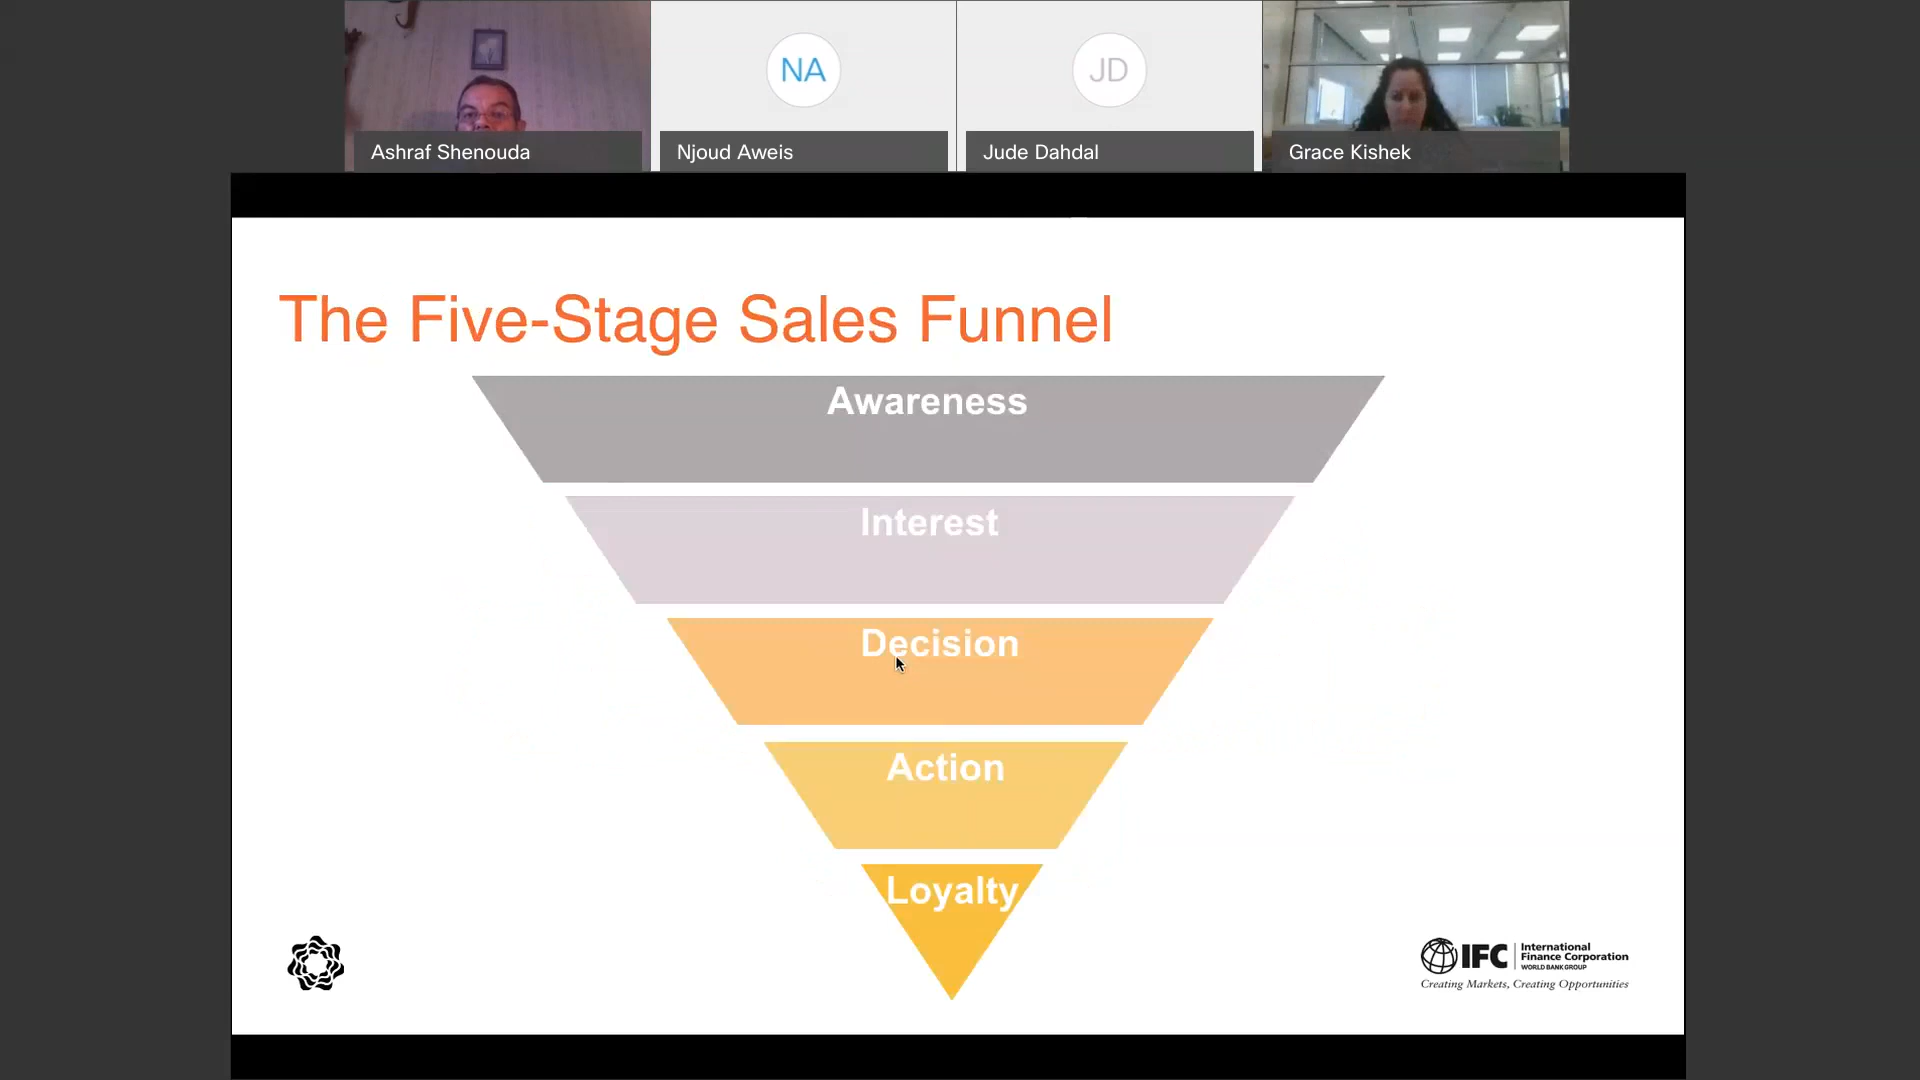 NA
JD
Ashraf Shenouda
Njoud Aweis
Jude Dahdal
Grace Kishek
The Five-Stage Sales Funnel
Awareness
Interest
Decision
Action
Loyalty
IFC
International
Finance Corporation
WORLD BANK GROUP
Creating Markets, Creating Opportunities